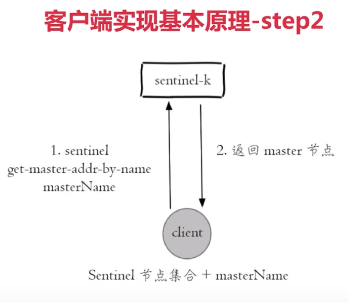 客户端实现基本原理-step2
sentinel-k
1. sentinel
get-master-addr-by-name
masterName
2. 返回 master 节点
client
Sentinel 节点集合 + masterName